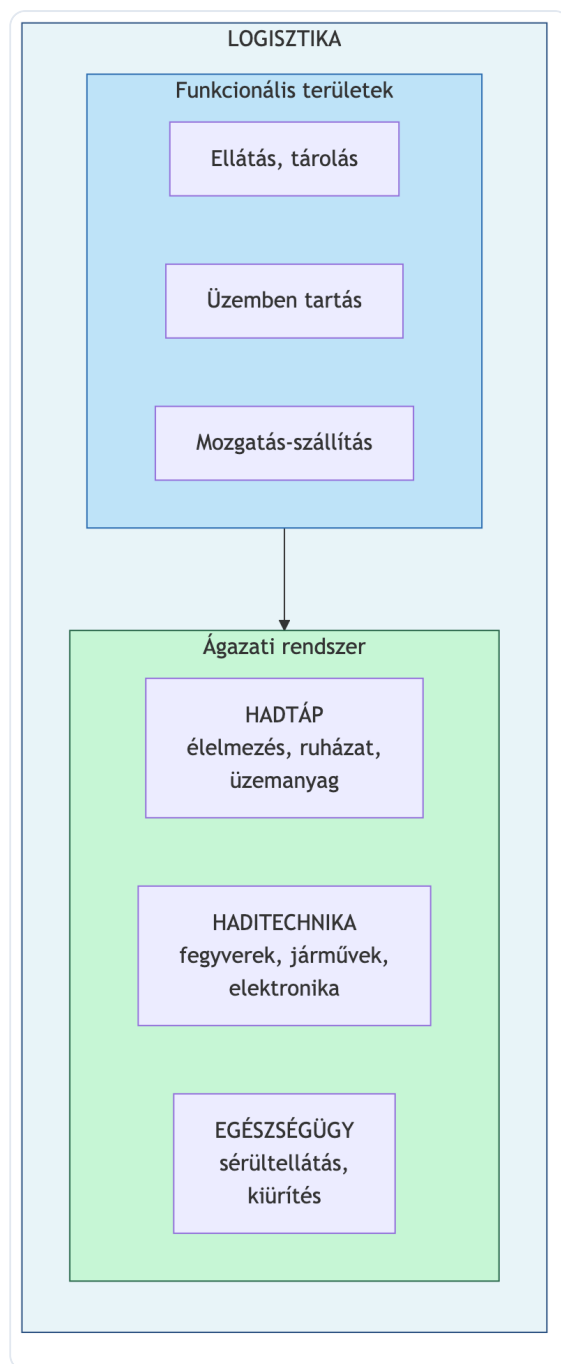 LOGISZTIKA
Funkcionális területek
Ellátás, tárolás
Üzemben tartás
Mozgatás-szállítás
Ágazati rendszer
HADTÁP
élelmezés, ruházat,
üzemanyag
HADITECHNIKA
fegyverek, járművek,
elektronika
EGÉSZSÉGÜGY
sérültellátás,
kiürítés